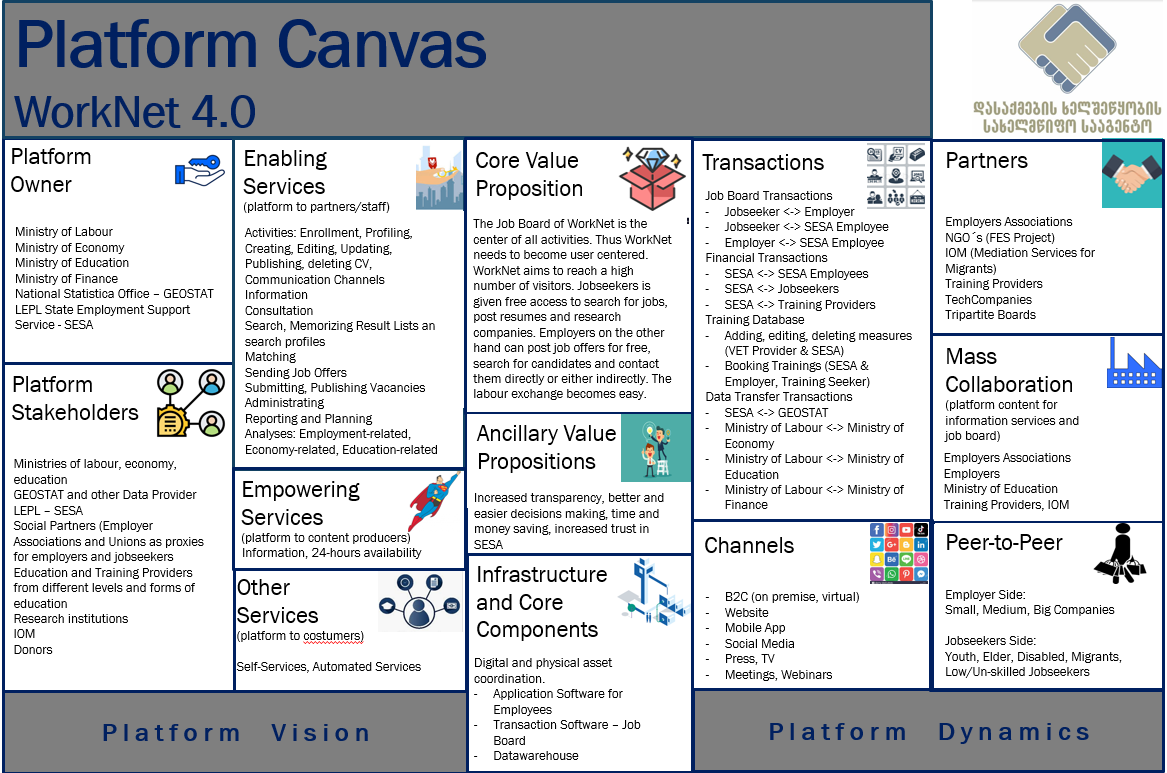 Platform Canvas
WorkNet 4.0
დასაქმების ხელშეწყობის
სახელმწიფო სააგენტო
Platform
Owner
Ministry of Labour
Ministry of Economy
Ministry of Education
Ministry of Finance
National Statistica Office – GEOSTAT
LEPL State Employment Support
Service - SESA
Platform
Stakeholders
Ministries of labour, economy,
education
GEOSTAT and other Data Provider
LEPL – SESA
Social Partners (Employer
Associations and Unions as proxies
for employers and jobseekers
Education and Training Providers
from different levels and forms of
education
Research institutions
IOM
Donors
Enabling
Services
(platform to partners/staff)
Activities: Enrollment, Profiling,
Creating, Editing, Updating,
Publishing, deleting CV,
Communication Channels
Information
Consultation
Search, Memorizing Result Lists an
search profiles
Matching
Sending Job Offers
Submitting, Publishing Vacancies
Administrating
Reporting and Planning
Analyses: Employment-related,
Economy-related, Education-related
Empowering
Services
(platform to content producers)
Information, 24-hours availability
Other
Services
(platform to costumers)
Self-Services, Automated Services
Core Value
Proposition
The Job Board of WorkNet is the
center of all activities. Thus WorkNet
needs to become user centered.
WorkNet aims to reach a high
number of visitors. Jobseekers is
given free access to search for jobs,
post resumes and research
companies. Employers on the other
hand can post job offers for free,
search for candidates and contact
them directly or either indirectly. The
labour exchange becomes easy.
Ancillary Value
Propositions
Increased transparency, better and
easier decisions making, time and
money saving, increased trust in
SESA
Infrastructure
and Core
Components
Digital and physical asset
coordination.
- Application Software for
Employees
- Transaction Software – Job
Board
- Datawarehouse
Transactions
Job Board Transactions
- Jobseeker <-> Employer
- Jobseeker <-> SESA Employee
- Employer <-> SESA Employee
Financial Transactions
- SESA <-> SESA Employees
- SESA <-> Jobseekers
- SESA <-> Training Providers
Training Database
- Adding, editing, deleting measures
(VET Provider & SESA)
- Booking Trainings (SESA &
Employer, Training Seeker)
Data Transfer Transactions
- SESA <-> GEOSTAT
- Ministry of Labour <-> Ministry of
Economy
- Ministry of Labour <-> Ministry of
Education
- Ministry of Labour <-> Ministry of
Finance
Channels
- B2C (on premise, virtual)
- Website
- Mobile App
- Social Media
- Press, TV
- Meetings, Webinars
Partners
Employers Associations
NGO´s (FES Project)
IOM (Mediation Services for
Migrants)
Training Providers
TechCompanies
Tripartite Boards
Mass
Collaboration
(platform content for
information services and
job board)
Employers Associations
Employers
Ministry of Education
Training Providers, IOM
Peer-to-Peer
Employer Side:
Small, Medium, Big Companies
Jobseekers Side:
Youth, Elder, Disabled, Migrants,
Low/Un-skilled Jobseekers
Platform Vision
Platform Dynamics